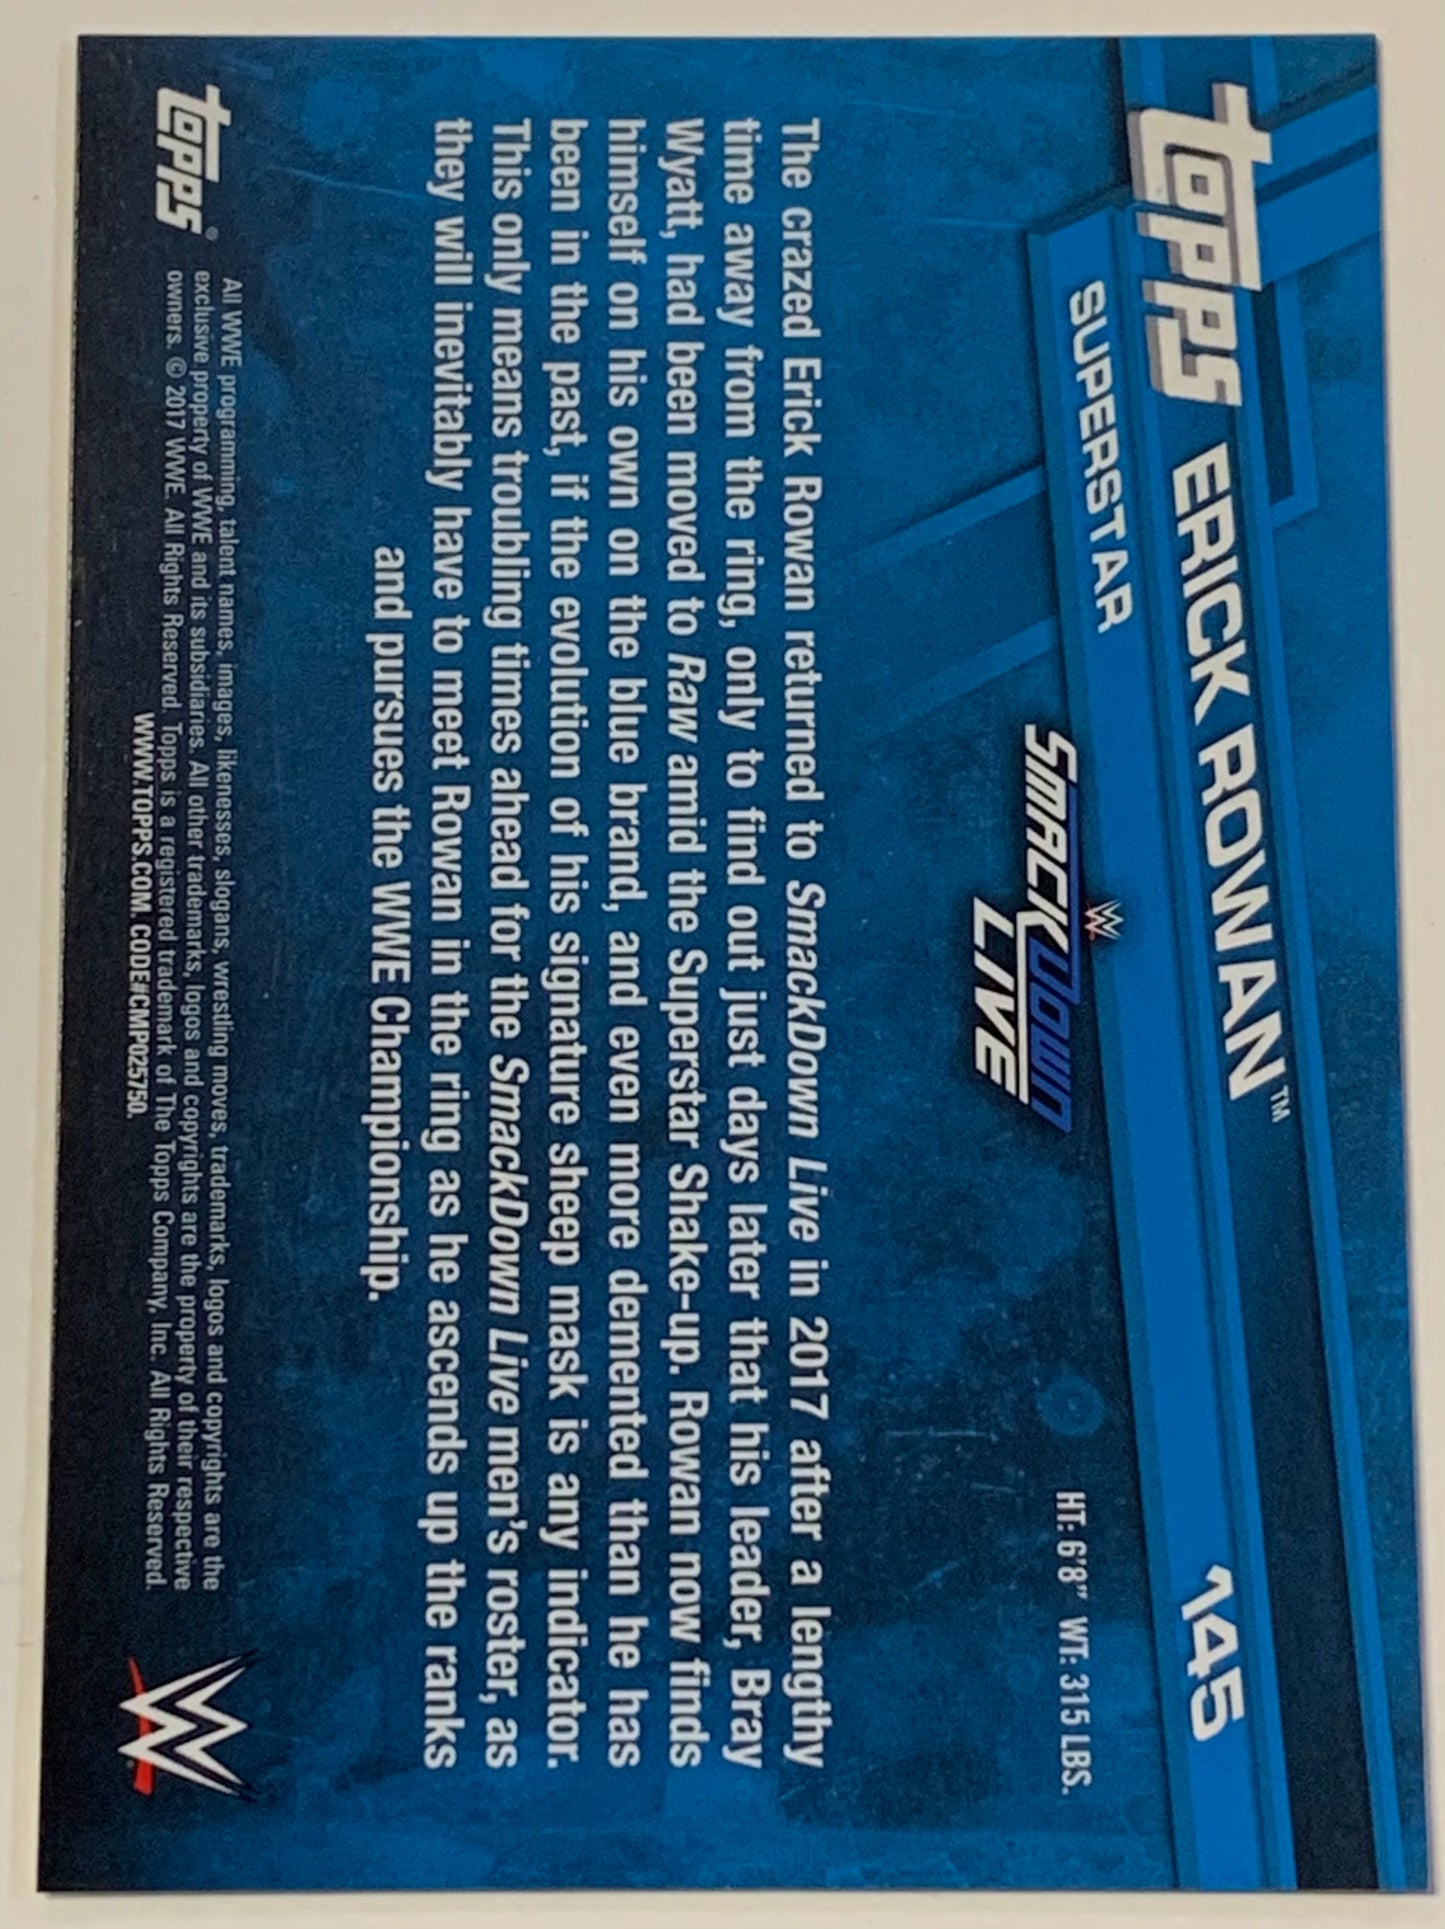 topps ERICK ROWAN™ 145
SUPERSTAR
HT: 6'8" WT: 315 LBS.
W
SMACKDOWN
LIVE
The crazed Erick Rowan returned to SmackDown Live in 2017 after a lengthy
time away from the ring, only to find out just days later that his leader, Bray
Wyatt, had been moved to Raw amid the Superstar Shake-up. Rowan now finds
himself on his own on the blue brand, and even more demented than he has
been in the past, if the evolution of his signature sheep mask is any indicator.
This only means troubling times ahead for the SmackDown Live men's roster, as
they will inevitably have to meet Rowan in the ring as he ascends up the ranks
and pursues the WWE Championship.
topps®
All WWE programming, talent names, images, likenesses, slogans, wrestling moves, trademarks, logos and copyrights are the
exclusive property of WWE and its subsidiaries. All other trademarks, logos and copyrights are the property of their respective
owners. © 2017 WWE. All Rights Reserved. Topps is a registered trademark of The Topps Company, Inc. All Rights Reserved.
WWW.TOPPS.COM. CODE#CMP025750.
W